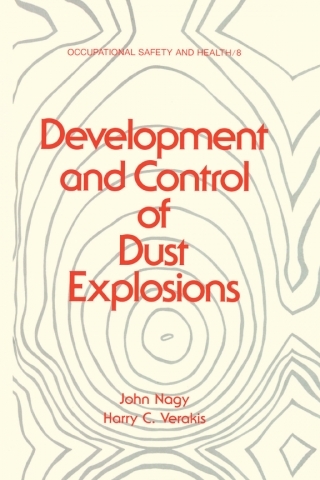 OCCUPATIONAL SAFETY AND HEALTH/8
Development
and Control
of
Dust
Explosions
John Nagy
Harry C. Verakis